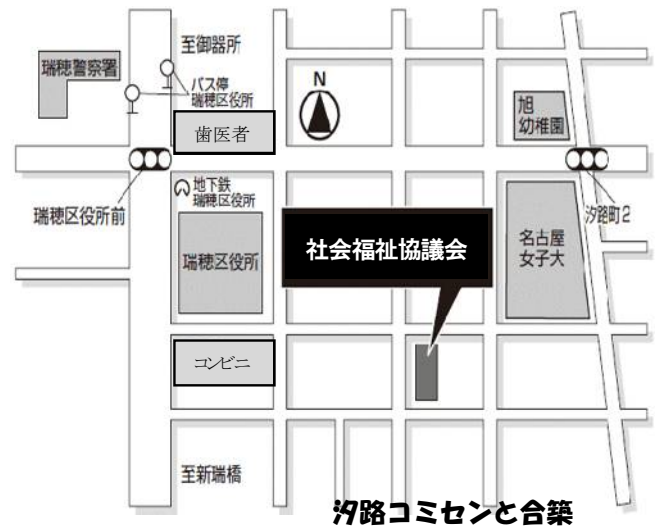 至御器所
瑞穂警察署
バス停
瑞穂区役所
N
歯医者
旭
幼稚園
地下鉄
瑞穂区役所
瑞穂区役所前
汐路町2
社会福祉協議会
名古屋
女子大
瑞穂区役所
コンビニ
至新瑞橋
汐路コミセンと合築